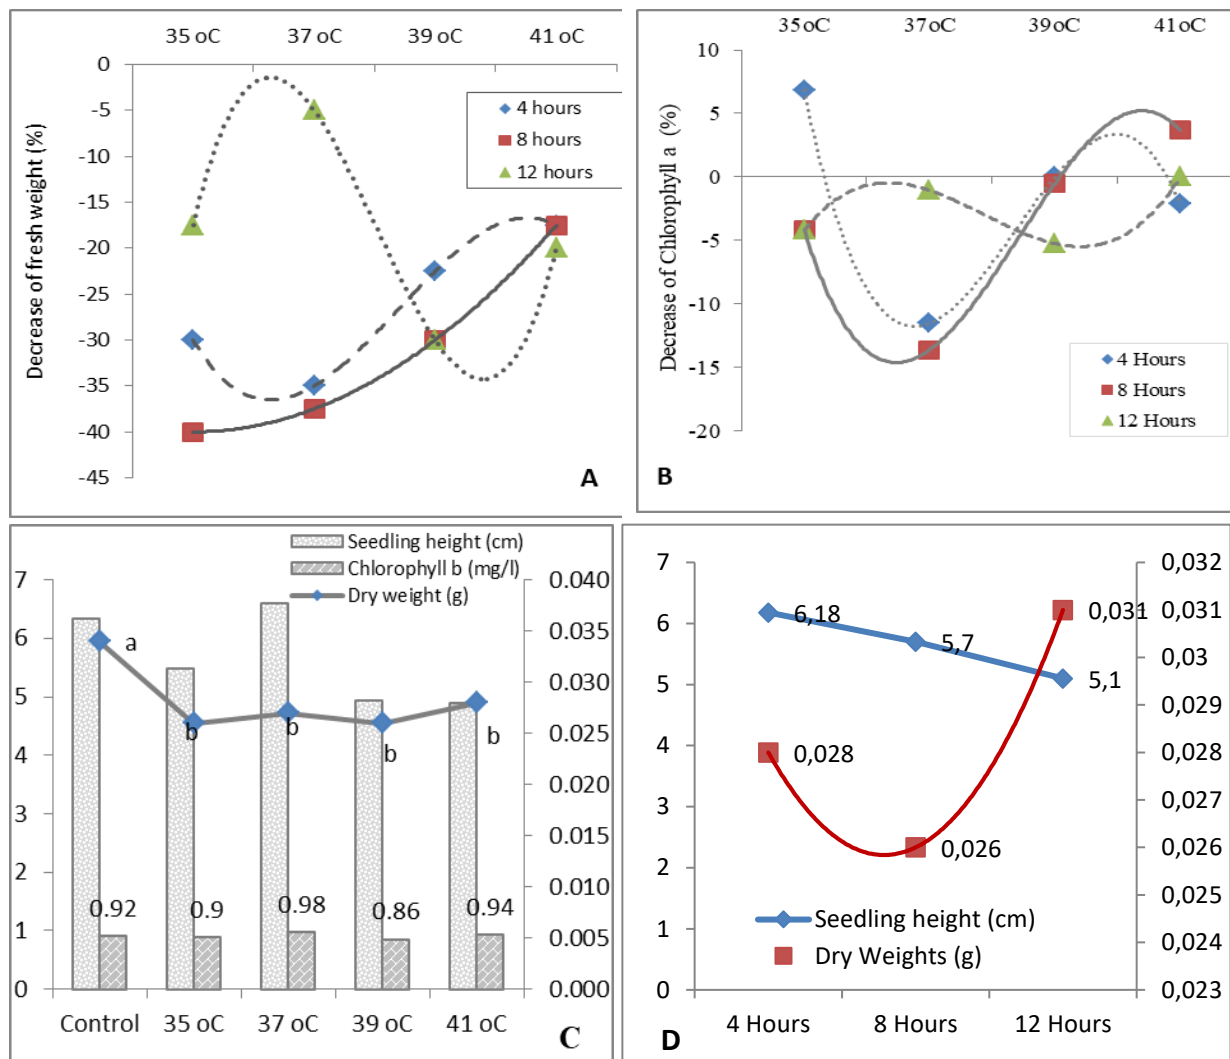 35 oC 37 oC 39 oC 41 oC
0
-5
-10
-15
-20
-25
-30
-35
-40
-45
Decrease of fresh weight (%)
4 hours
8 hours
12 hours
A
35oC 37oC 39oC 41oC
10
5
0
-5
-10
-15
-20
Decrease of Chlorophyll a (%)
4 Hours
8 Hours
12 Hours
B
Seedling height (cm)
Chlorophyll b (mg/l)
Dry weight (g)
7
6
5
4
3
2
1
0
0.040
0.035
0.030
0.025
0.020
0.015
0.010
0.005
0.000
a
b
b
b
b
0.92
0.9
0.98
0.86
0.94
Control 35 oC 37 oC 39 oC 41 oC
C
7
6
5
4
3
2
1
0
0,032
0,031
0,03
0,029
0,028
0,027
0,026
0,025
0,024
0,023
6,18
5,7
5,1
0,028
0,026
0,031
Seedling height (cm)
Dry Weights (g)
4 Hours 8 Hours 12 Hours
D